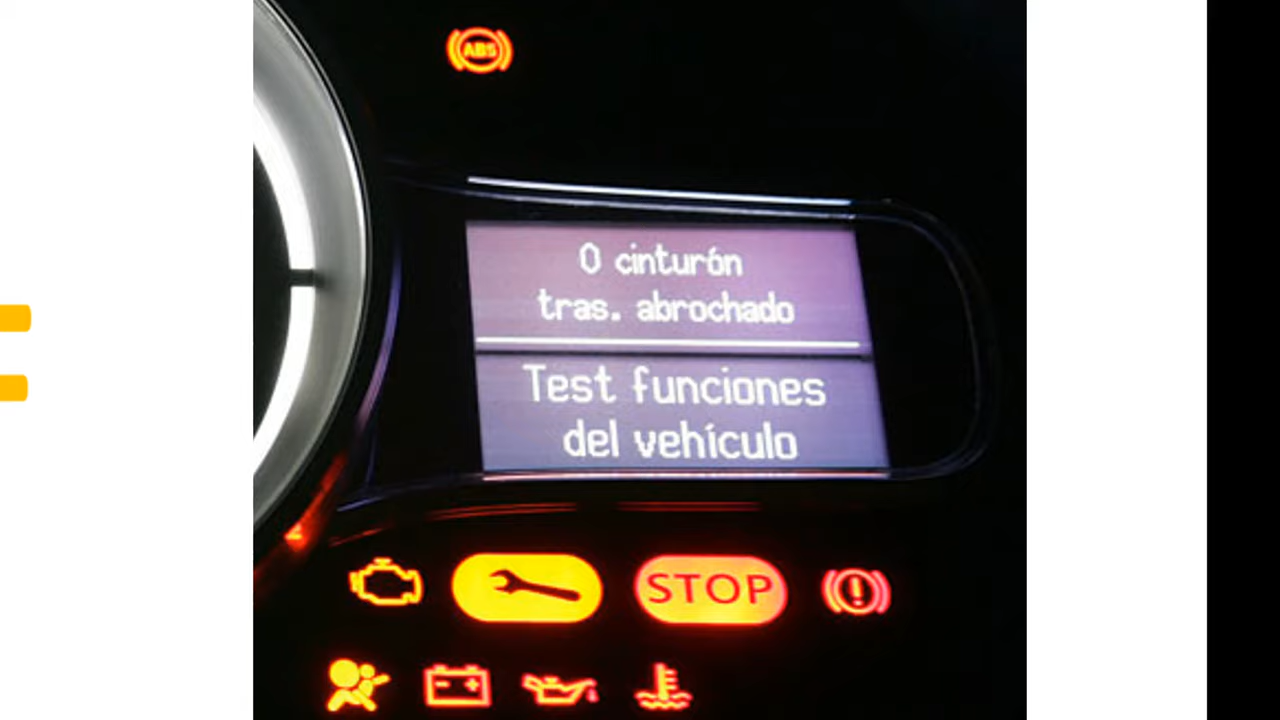 ABS
0 cinturón
tras. abrochado
Test funciones
del vehículo
STOP